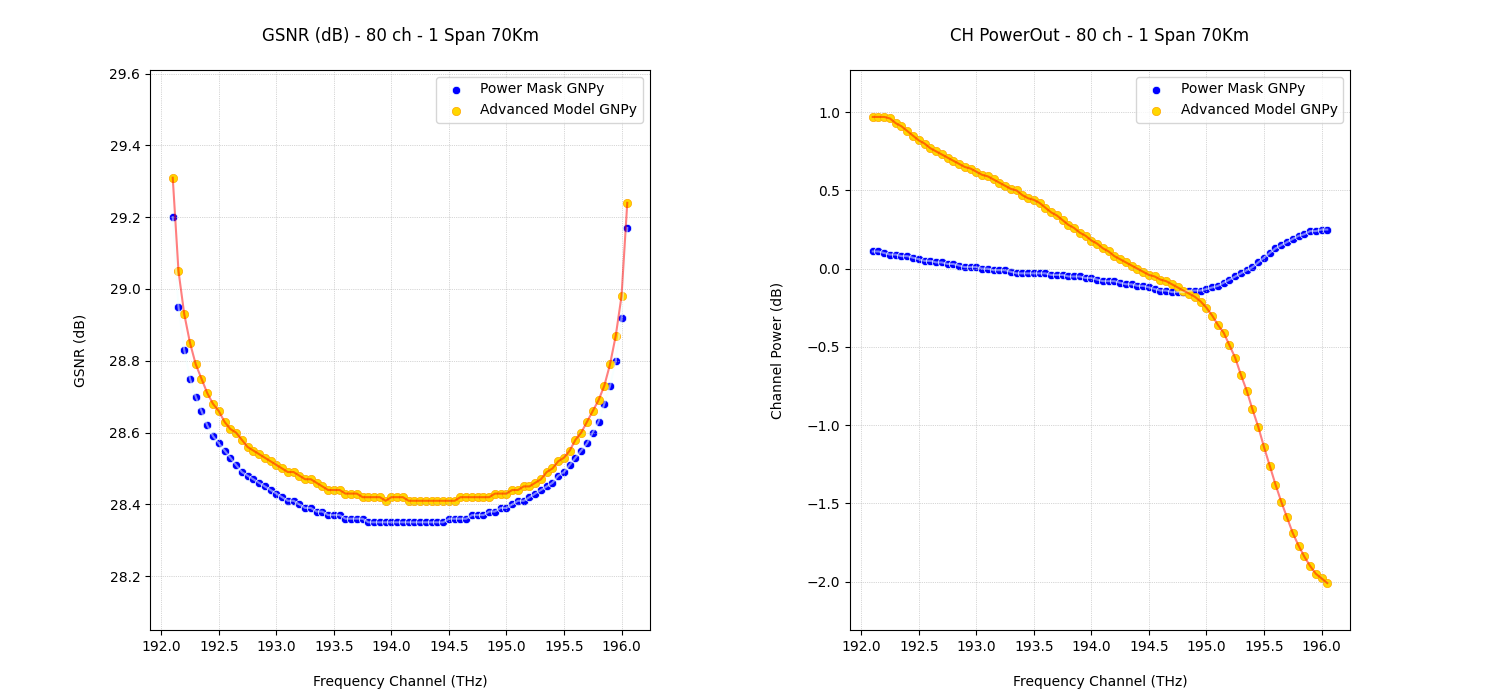 GSNR (dB) - 80 ch - 1 Span 70Km
29.6
29.4
29.2
29.0
28.8
28.6
28.4
28.2
GSNR (dB)
Power Mask GNPy
Advanced Model GNPy
192.0 192.5 193.0 193.5 194.0 194.5 195.0 195.5 196.0
Frequency Channel (THz)
CH PowerOut - 80 ch - 1 Span 70Km
1.0
0.5
0.0
−0.5
−1.0
−1.5
−2.0
Channel Power (dB)
Power Mask GNPy
Advanced Model GNPy
192.0 192.5 193.0 193.5 194.0 194.5 195.0 195.5 196.0
Frequency Channel (THz)